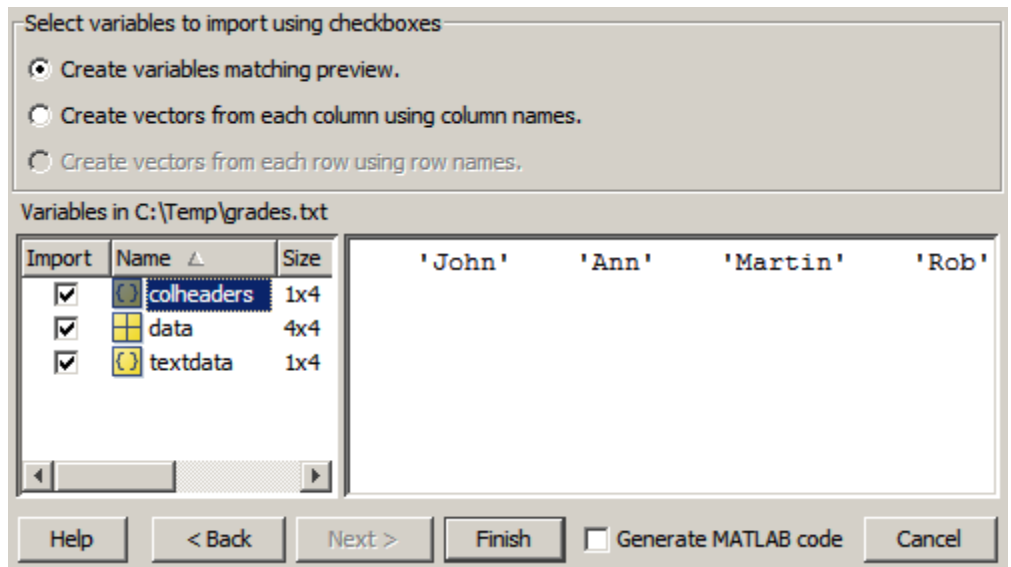 Select variables to import using checkboxes
Create variables matching preview.
Create vectors from each column using column names.
Create vectors from each row using row names.
Variables in C:\Temp\grades.txt
Import Name Size
colheaders 1x4
data 4x4
textdata 1x4
'John' 'Ann' 'Martin' 'Rob'
Help < Back Next > Finish Generate MATLAB code Cancel